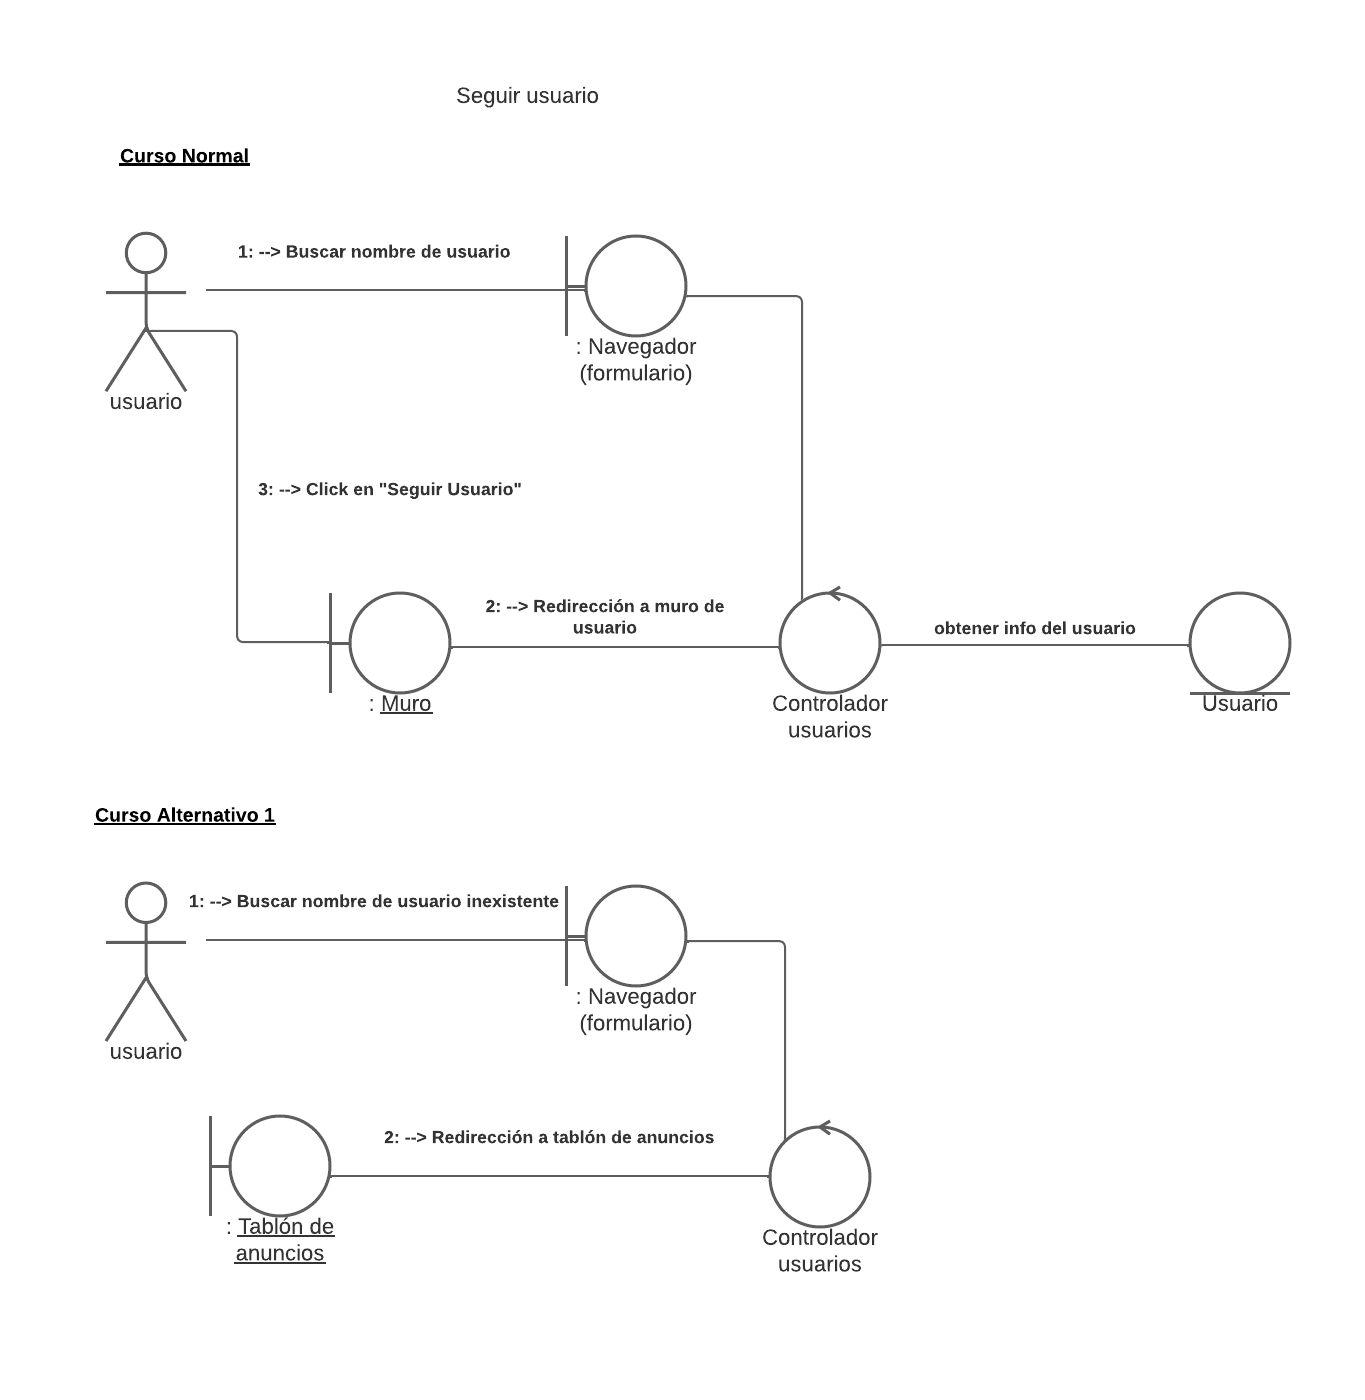 Seguir usuario
Curso Normal
1: --> Buscar nombre de usuario
: Navegador
(formulario)
usuario
3: --> Click en "Seguir Usuario"
2: --> Redirección a muro de
usuario
obtener info del usuario
: Muro
Controlador
usuarios
Usuario
Curso Alternativo 1
1: --> Buscar nombre de usuario inexistente
: Navegador
(formulario)
usuario
2: --> Redirección a tablón de anuncios
: Tablón de
anuncios
Controlador
usuarios